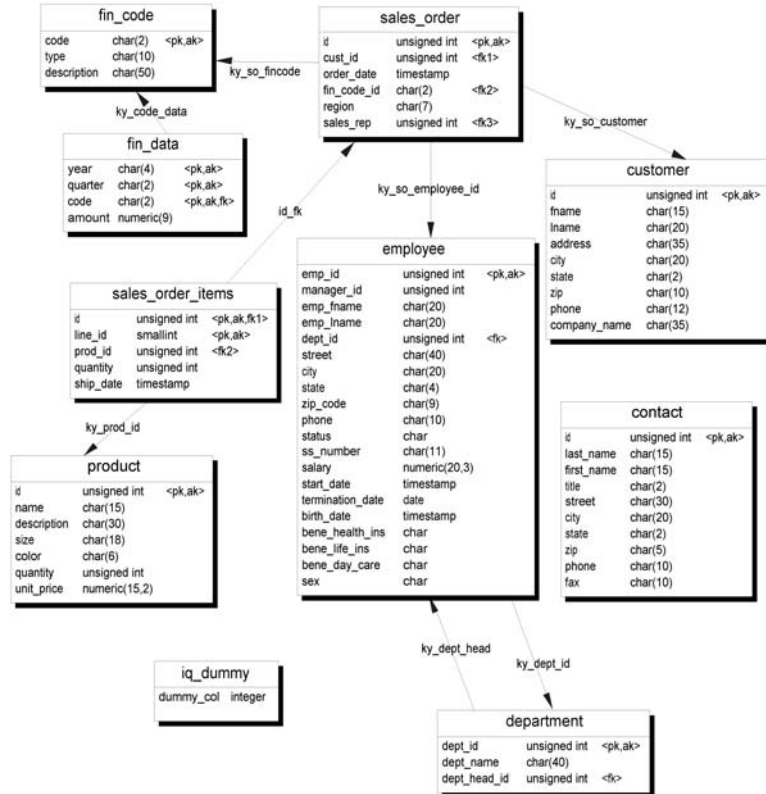 fin_code
code char(2) <pk,ak>
type char(10)
description char(50)
sales_order
id unsigned int <pk,ak>
cust_id unsigned int <fk1>
order_date timestamp
fin_code_id char(2) <fk2>
region char(7)
sales_rep unsigned int <fk3>
ky_so_fincode
ky_code_data
ky_so_customer
fin_data
year char(4) <pk,ak>
quarter char(2) <pk,ak>
code char(2) <pk,ak,fk>
amount numeric(9)
id_fk
ky_so_employee_id
customer
id unsigned int <pk,ak>
fname char(15)
lname char(20)
address char(35)
city char(20)
state char(2)
zip char(10)
phone char(12)
company_name char(35)
sales_order_items
id unsigned int <pk,ak,fk1>
line_id smallint <pk,ak>
prod_id unsigned int <fk2>
quantity unsigned int
ship_date timestamp
employee
emp_id unsigned int <pk,ak>
manager_id unsigned int
emp_fname char(20)
emp_lname char(20)
dept_id unsigned int <fk>
street char(40)
city char(20)
state char(4)
zip_code char(9)
phone char(10)
status char
ss_number char(11)
salary numeric(20,3)
start_date timestamp
termination_date date
birth_date timestamp
bene_health_ins char
bene_life_ins char
bene_day_care char
sex char
ky_prod_id
product
id unsigned int <pk,ak>
name char(15)
description char(30)
size char(18)
color char(6)
quantity unsigned int
unit_price numeric(15,2)
contact
id unsigned int <pk,ak>
last_name char(15)
first_name char(15)
title char(2)
street char(30)
city char(20)
state char(2)
zip char(5)
phone char(10)
fax char(10)
ky_dept_head
ky_dept_id
iq_dummy
dummy_col integer
department
dept_id unsigned int <pk,ak>
dept_name char(40)
dept_head_id unsigned int <fk>